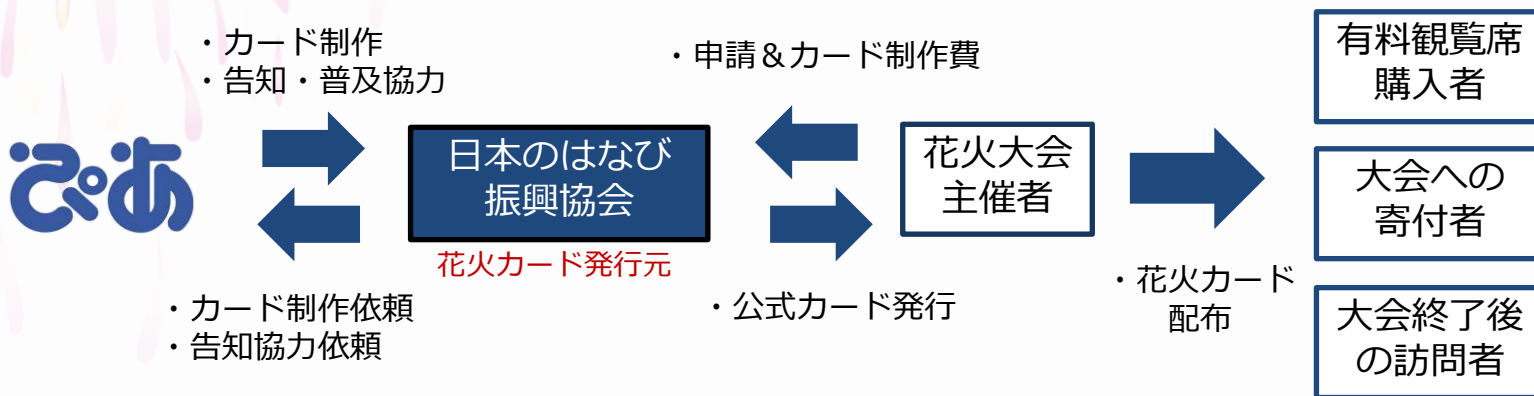 ・カード制作
・告知・普及協力
ぴあ
・カード制作依頼
・告知協力依頼
日本のはなび
振興協会
花火カード発行元
・申請＆カード制作費
・公式カード発行
花火大会
主催者
・花火カード
配布
有料観覧席
購入者
大会への
寄付者
大会終了後
の訪問者